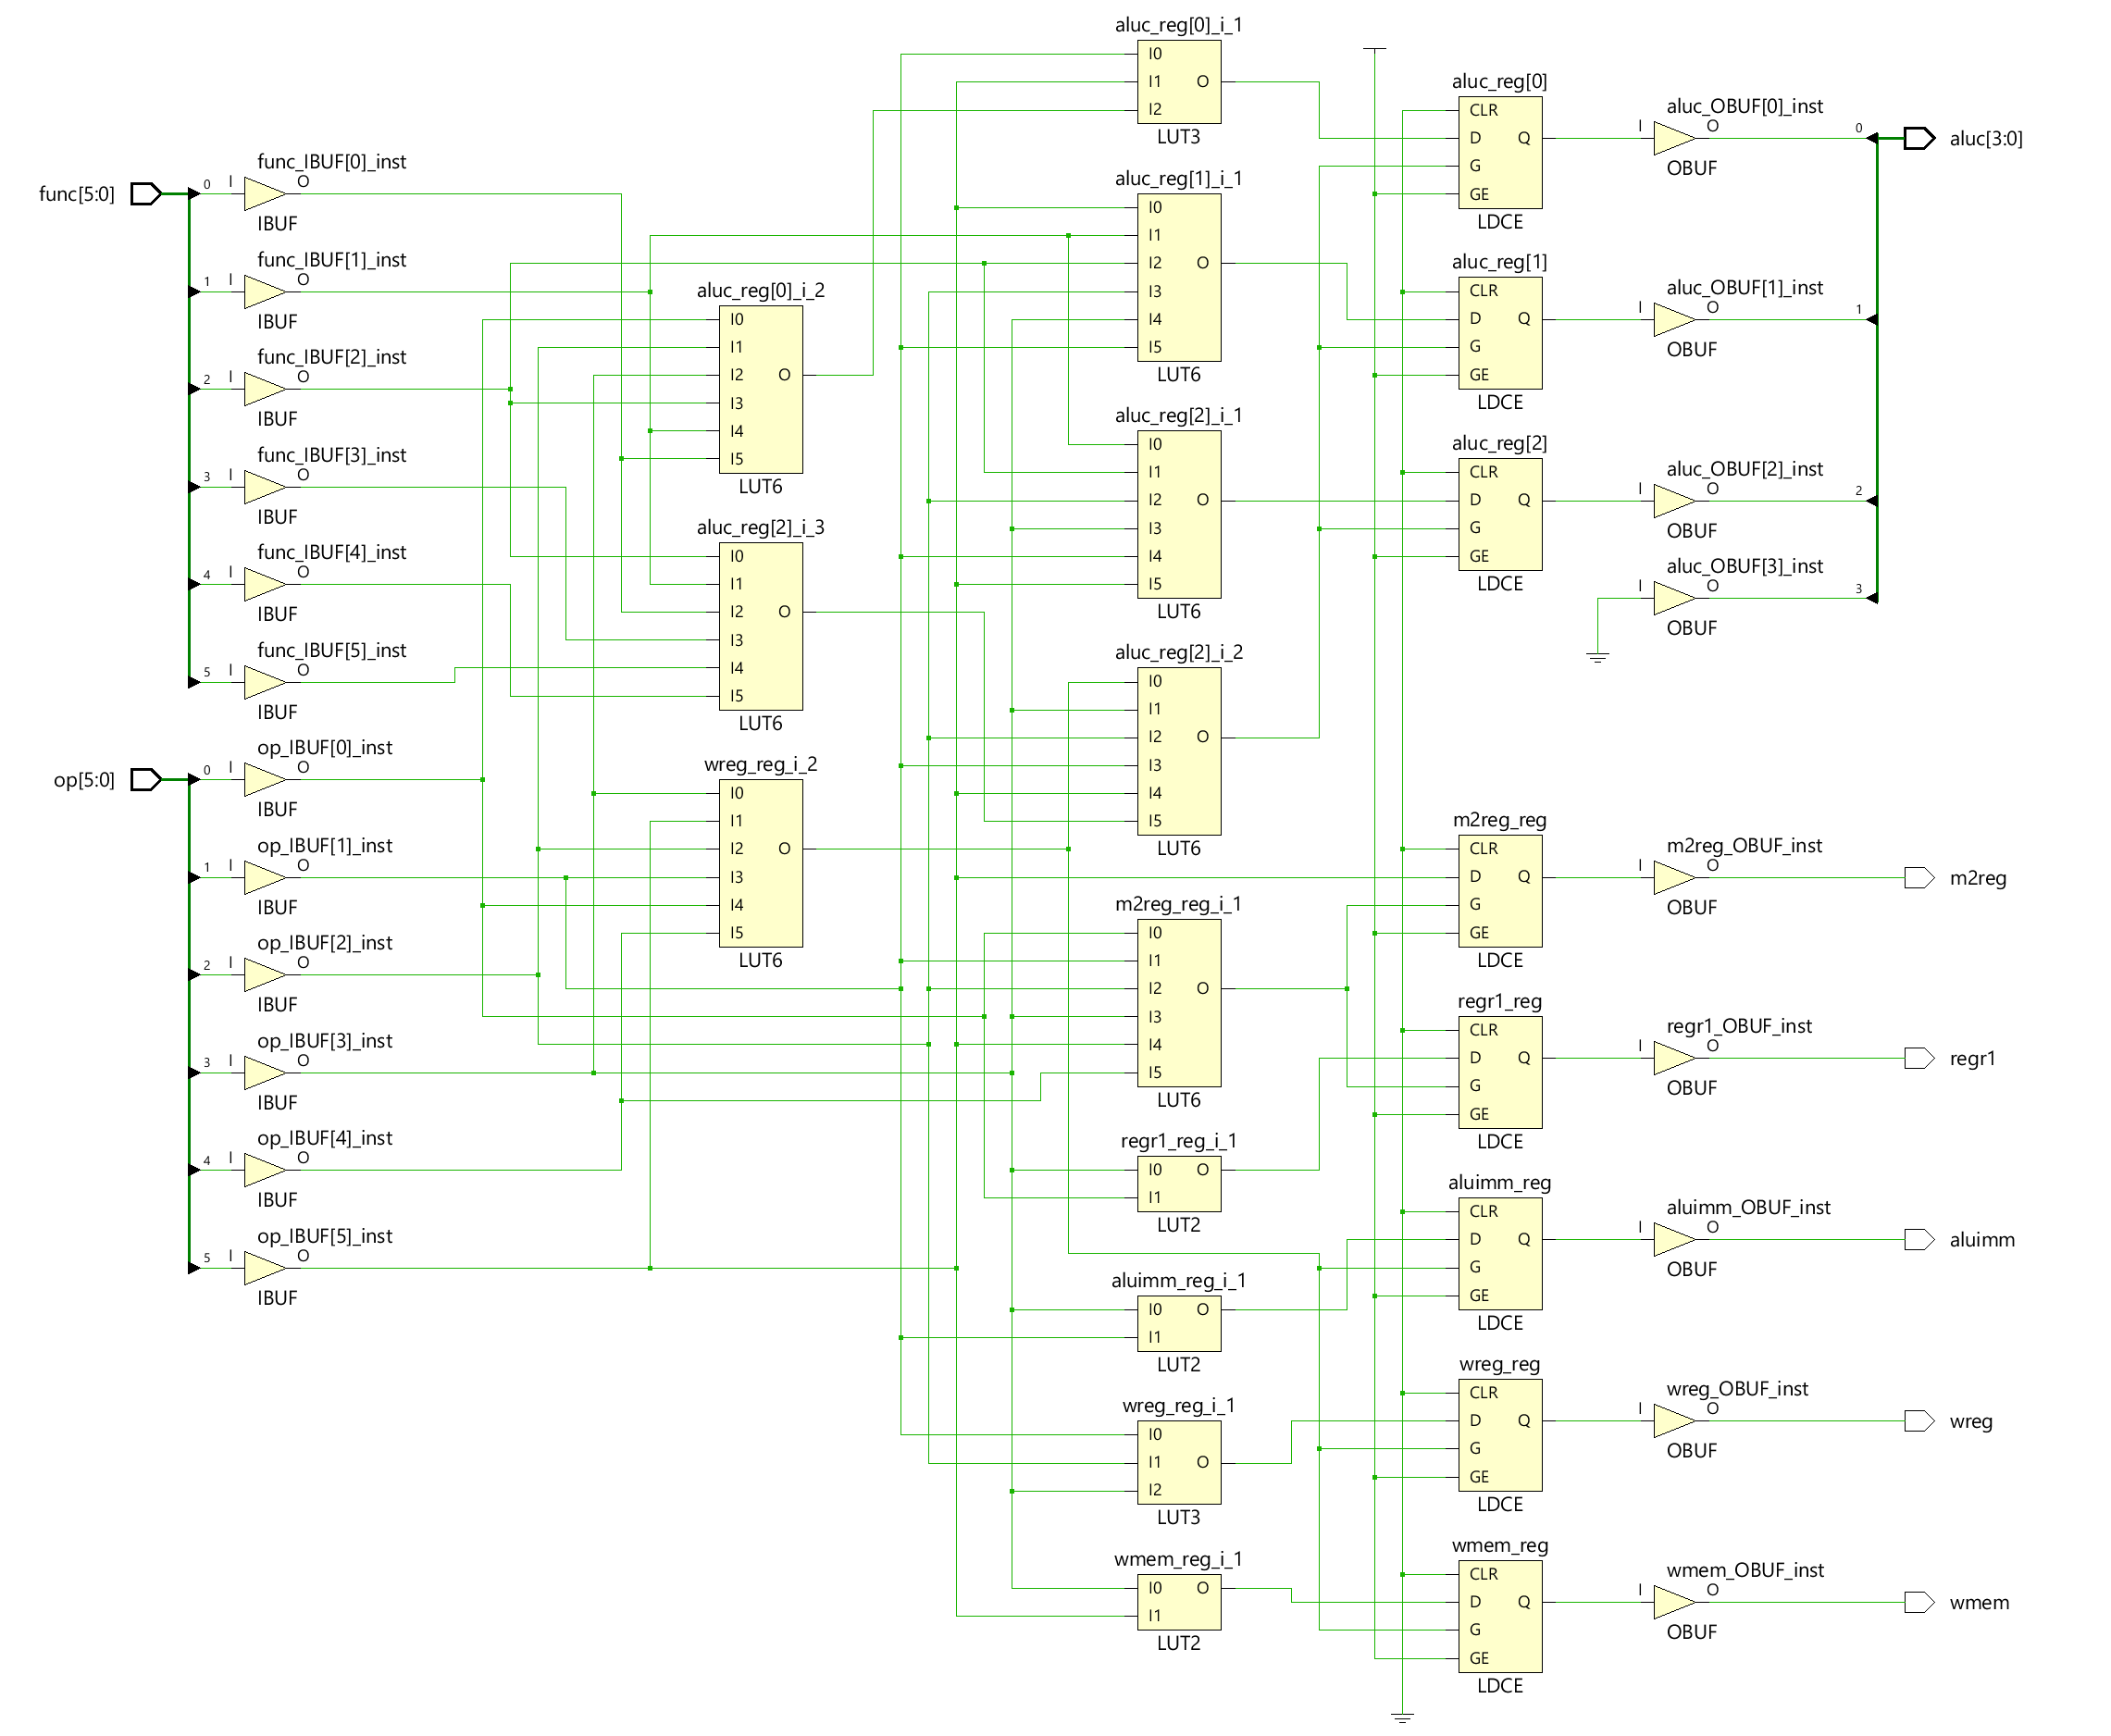 func[5:0]
0
I
func_IBUF[0]_inst
O
IBUF
1
I
func_IBUF[1]_inst
O
IBUF
2
I
func_IBUF[2]_inst
O
IBUF
3
I
func_IBUF[3]_inst
O
IBUF
4
I
func_IBUF[4]_inst
O
IBUF
5
I
func_IBUF[5]_inst
O
IBUF
op[5:0]
0
I
op_IBUF[0]_inst
O
IBUF
1
I
op_IBUF[1]_inst
O
IBUF
2
I
op_IBUF[2]_inst
O
IBUF
3
I
op_IBUF[3]_inst
O
IBUF
4
I
op_IBUF[4]_inst
O
IBUF
5
I
op_IBUF[5]_inst
O
IBUF
aluc_reg[0]_i_2
I0
I1
I2 O
I3
I4
I5
LUT6
aluc_reg[2]_i_3
I0
I1
I2 O
I3
I4
I5
LUT6
wreg_reg_i_2
I0
I1
I2 O
I3
I4
I5
LUT6
aluc_reg[0]_i_1
I0
I1 O
I2
LUT3
aluc_reg[1]_i_1
I0
I1
I2 O
I3
I4
I5
LUT6
aluc_reg[2]_i_1
I0
I1
I2 O
I3
I4
I5
LUT6
aluc_reg[2]_i_2
I0
I1
I2 O
I3
I4
I5
LUT6
m2reg_reg_i_1
I0
I1
I2 O
I3
I4
I5
LUT6
regr1_reg_i_1
I0 O
I1
LUT2
aluimm_reg_i_1
I0 O
I1
LUT2
wreg_reg_i_1
I0
I1 O
I2
LUT3
wmem_reg_i_1
I0 O
I1
LUT2
aluc_reg[0]
CLR
D Q
G
GE
LDCE
aluc_reg[1]
CLR
D Q
G
GE
LDCE
aluc_reg[2]
CLR
D Q
G
GE
LDCE
m2reg_reg
CLR
D Q
G
GE
LDCE
regr1_reg
CLR
D Q
G
GE
LDCE
aluimm_reg
CLR
D Q
G
GE
LDCE
wreg_reg
CLR
D Q
G
GE
LDCE
wmem_reg
CLR
D Q
G
GE
LDCE
aluc_OBUF[0]_inst
I
O
OBUF
0
aluc[3:0]
aluc_OBUF[1]_inst
I
O
OBUF
1
aluc_OBUF[2]_inst
I
O
OBUF
2
aluc_OBUF[3]_inst
I
O
OBUF
3
m2reg_OBUF_inst
I
O
OBUF
m2reg
regr1_OBUF_inst
I
O
OBUF
regr1
aluimm_OBUF_inst
I
O
OBUF
aluimm
wreg_OBUF_inst
I
O
OBUF
wreg
wmem_OBUF_inst
I
O
OBUF
wmem